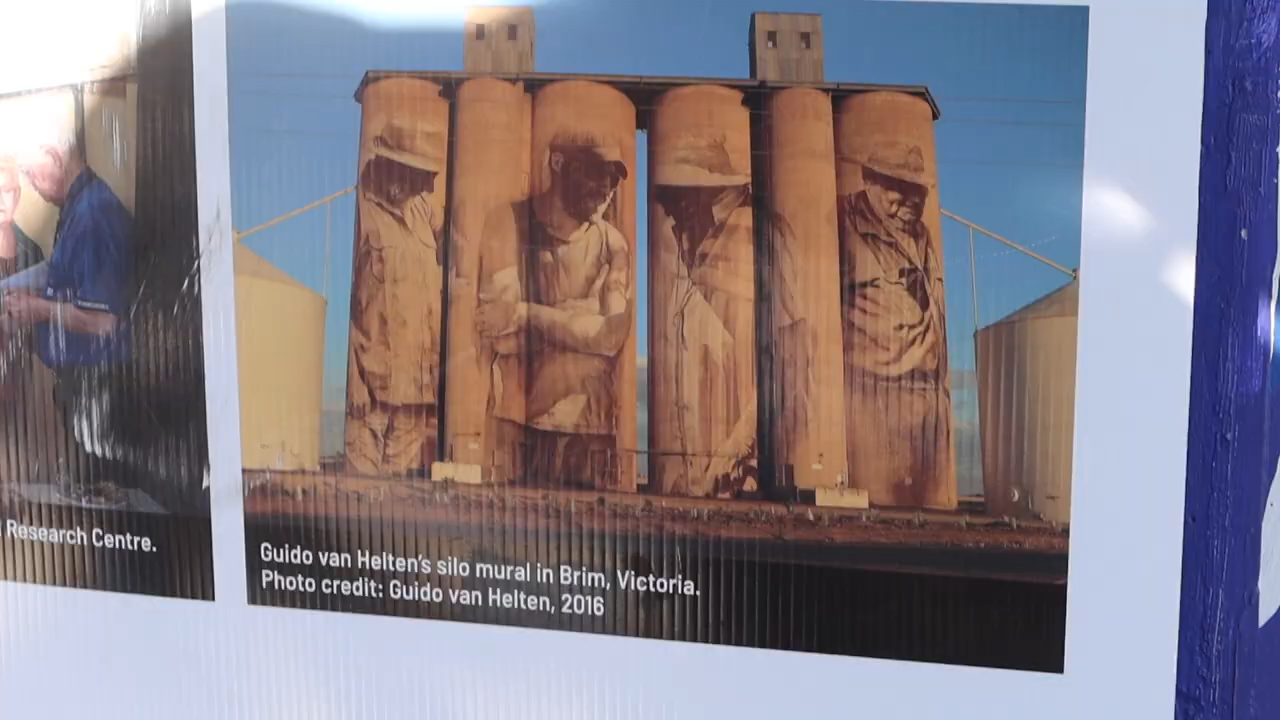 Research Centre.
Guido van Helten's silo mural in Brim, Victoria.
Photo credit: Guido van Helten, 2016